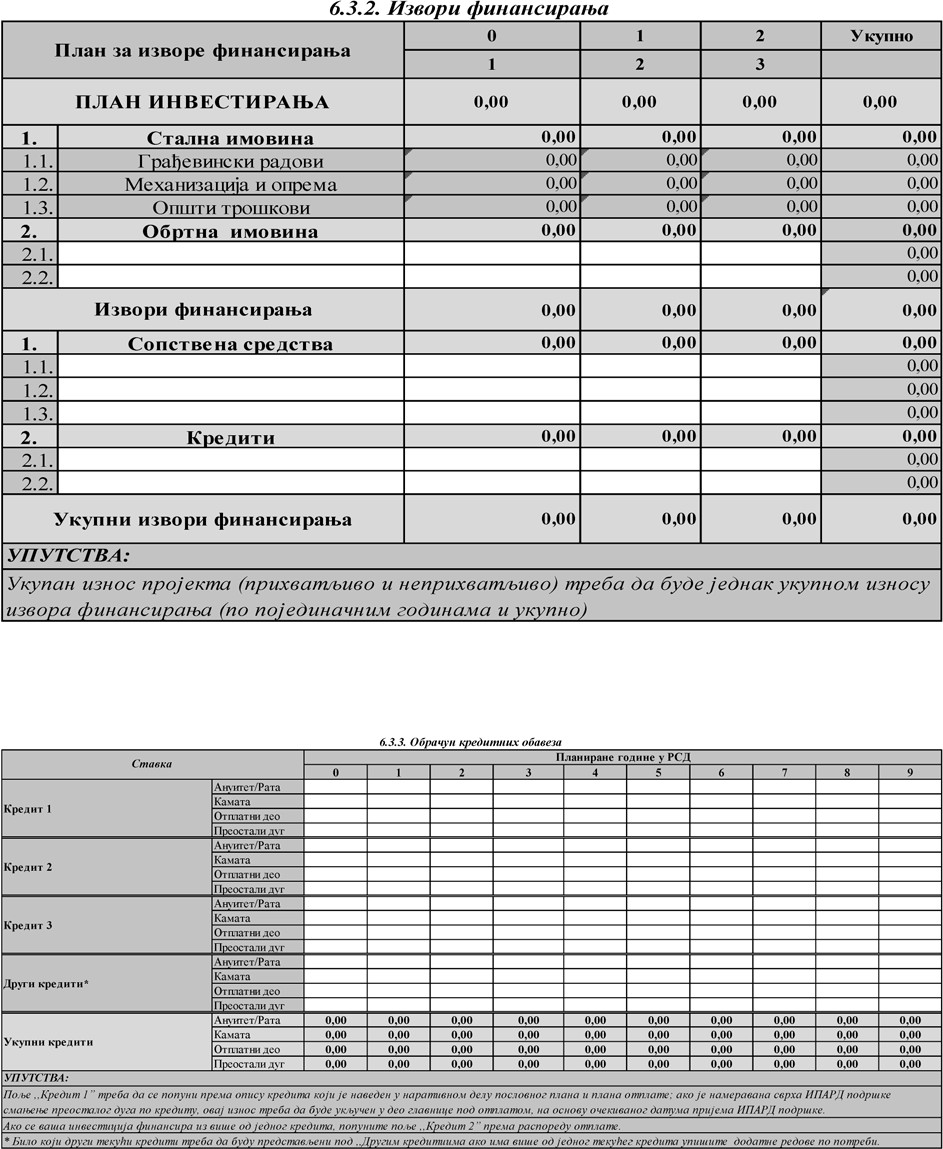 6.3.2. Извори финансирања
План за изворе финансирања 0 1 2 Укупно
1 2 3
ПЛАН ИНВЕСТИРАЊА 0,00 0,00 0,00 0,00
1. Стална имовина 0,00 0,00 0,00 0,00
1.1. Грађевински радови 0,00 0,00 0,00 0,00
1.2. Механизација и опрема 0,00 0,00 0,00 0,00
1.3. Општи трошкови 0,00 0,00 0,00 0,00
2. Обртна имовина 0,00 0,00 0,00 0,00
2.1. 0,00
2.2. 0,00
Извори финансирања 0,00 0,00 0,00 0,00
1. Сопствена средства 0,00 0,00 0,00 0,00
1.1. 0,00
1.2. 0,00
1.3. 0,00
2. Кредити 0,00 0,00 0,00 0,00
2.1. 0,00
2.2. 0,00
Укупни извори финансирања 0,00 0,00 0,00 0,00
УПУТСТВА:
Укупан износ пројекта (прихватљиво и неприхватљиво) треба да буде једнак укупном износу
извора финансирања (по појединачним годинама и укупно)
6.3.3. Обрачун кредитних обавеза
Ставка Планиране године у РСД
0 1 2 3 4 5 6 7 8 9
Кредит 1 Ануитет/Рата
Камата
Отплатни део
Преостали дуг
Кредит 2 Ануитет/Рата
Камата
Отплатни део
Преостали дуг
Кредит 3 Ануитет/Рата
Камата
Отплатни део
Преостали дуг
Други кредити* Ануитет/Рата
Камата
Отплатни део
Преостали дуг
Укупни кредити Ануитет/Рата 0,00 0,00 0,00 0,00 0,00 0,00 0,00 0,00 0,00 0,00
Камата 0,00 0,00 0,00 0,00 0,00 0,00 0,00 0,00 0,00 0,00
Отплатни део 0,00 0,00 0,00 0,00 0,00 0,00 0,00 0,00 0,00 0,00
Преостали дуг 0,00 0,00 0,00 0,00 0,00 0,00 0,00 0,00 0,00 0,00
УПУТСТВА:
Поље ,,Кредит 1” треба да се попуни према опису кредита који је наведен у наративном делу пословног плана и плана отплате; ако је намеравана сврха ИПАРД подршке
смањење преосталог дуга по кредиту, овај износ треба да буде укључен у део главнице под отплатом, на основу очекиваног датума пријема ИПАРД подршке.
Ако се ваша инвестиција финансира из више од једног кредита, попуните поље ,,Кредит 2” према распореду отплате.
* Било који други текући кредити треба да буду представљени под ,,Другим кредитиима ако има више од једног текућег кредита упишите додатне редове по потреби.